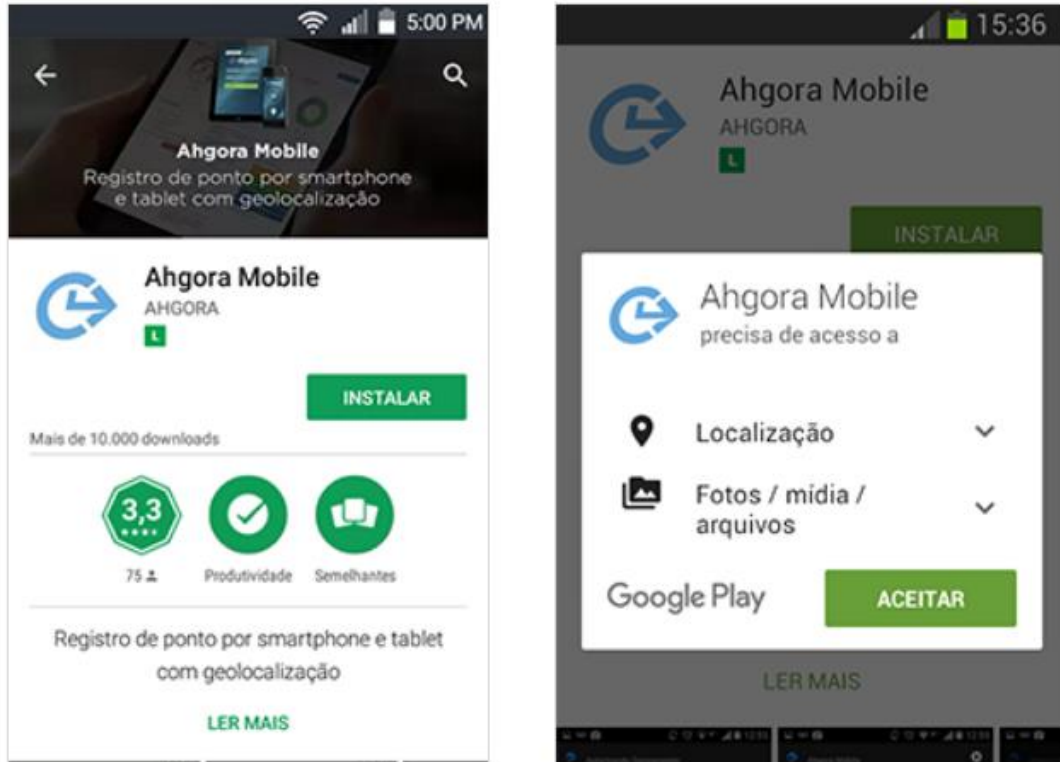 5:00 PM
Ahgora Mobile
Registro de ponto por smartphone
e tablet com geolocalização
Ahgora Mobile
AHGORA
L
INSTALAR
Mais de 10.000 downloads
3,3
75
Produtividade
Semelhantes
Registro de ponto por smartphone e tablet
com geolocalização
LER MAIS
15:36
Ahgora Mobile
AHGORA
L
INSTALAR
Ahgora Mobile
precisa de acesso a
Localização
Fotos / mídia /
arquivos
Google Play
ACEITAR
LER MAIS